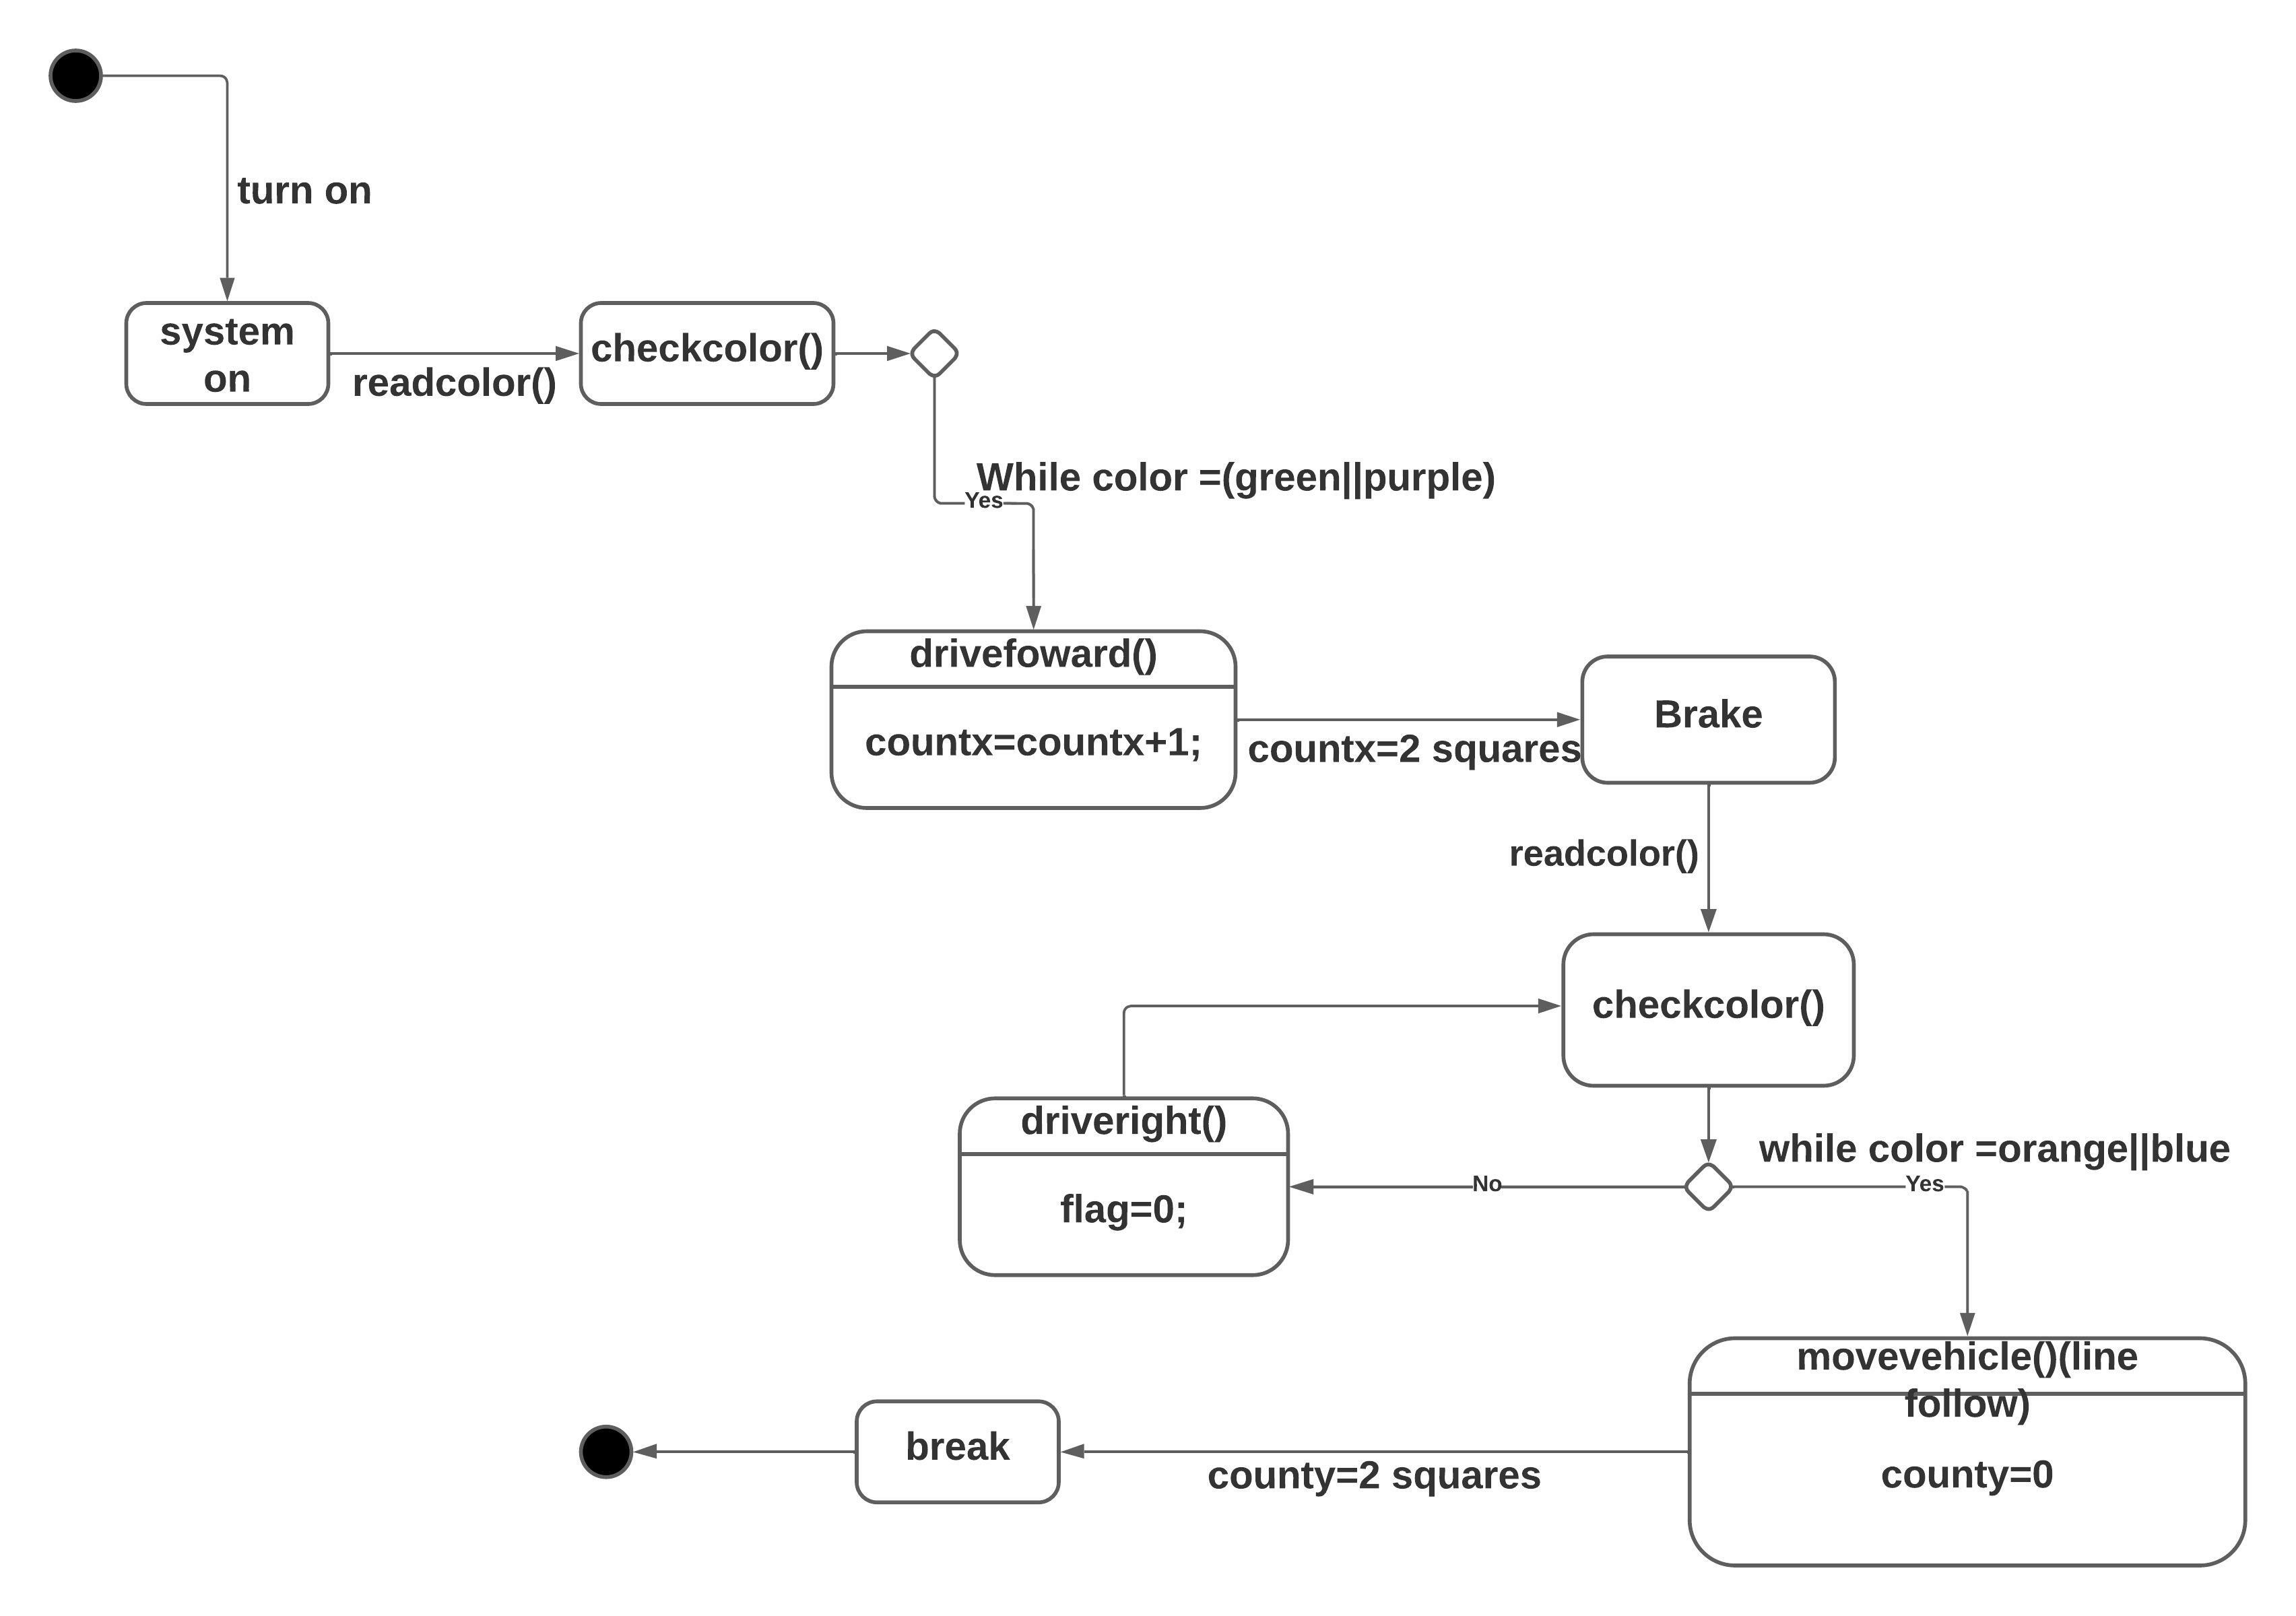 turn on
system
on
readcolor()
checkcolor()
While color =(green||purple)
Yes
drivefoward()
countx=countx+1;
countx=2 squares
Brake
readcolor()
checkcolor()
driveright()
flag=0;
No
while color =orange||blue
Yes
movevehicle()(line
follow)
county=0
county=2 squares
break